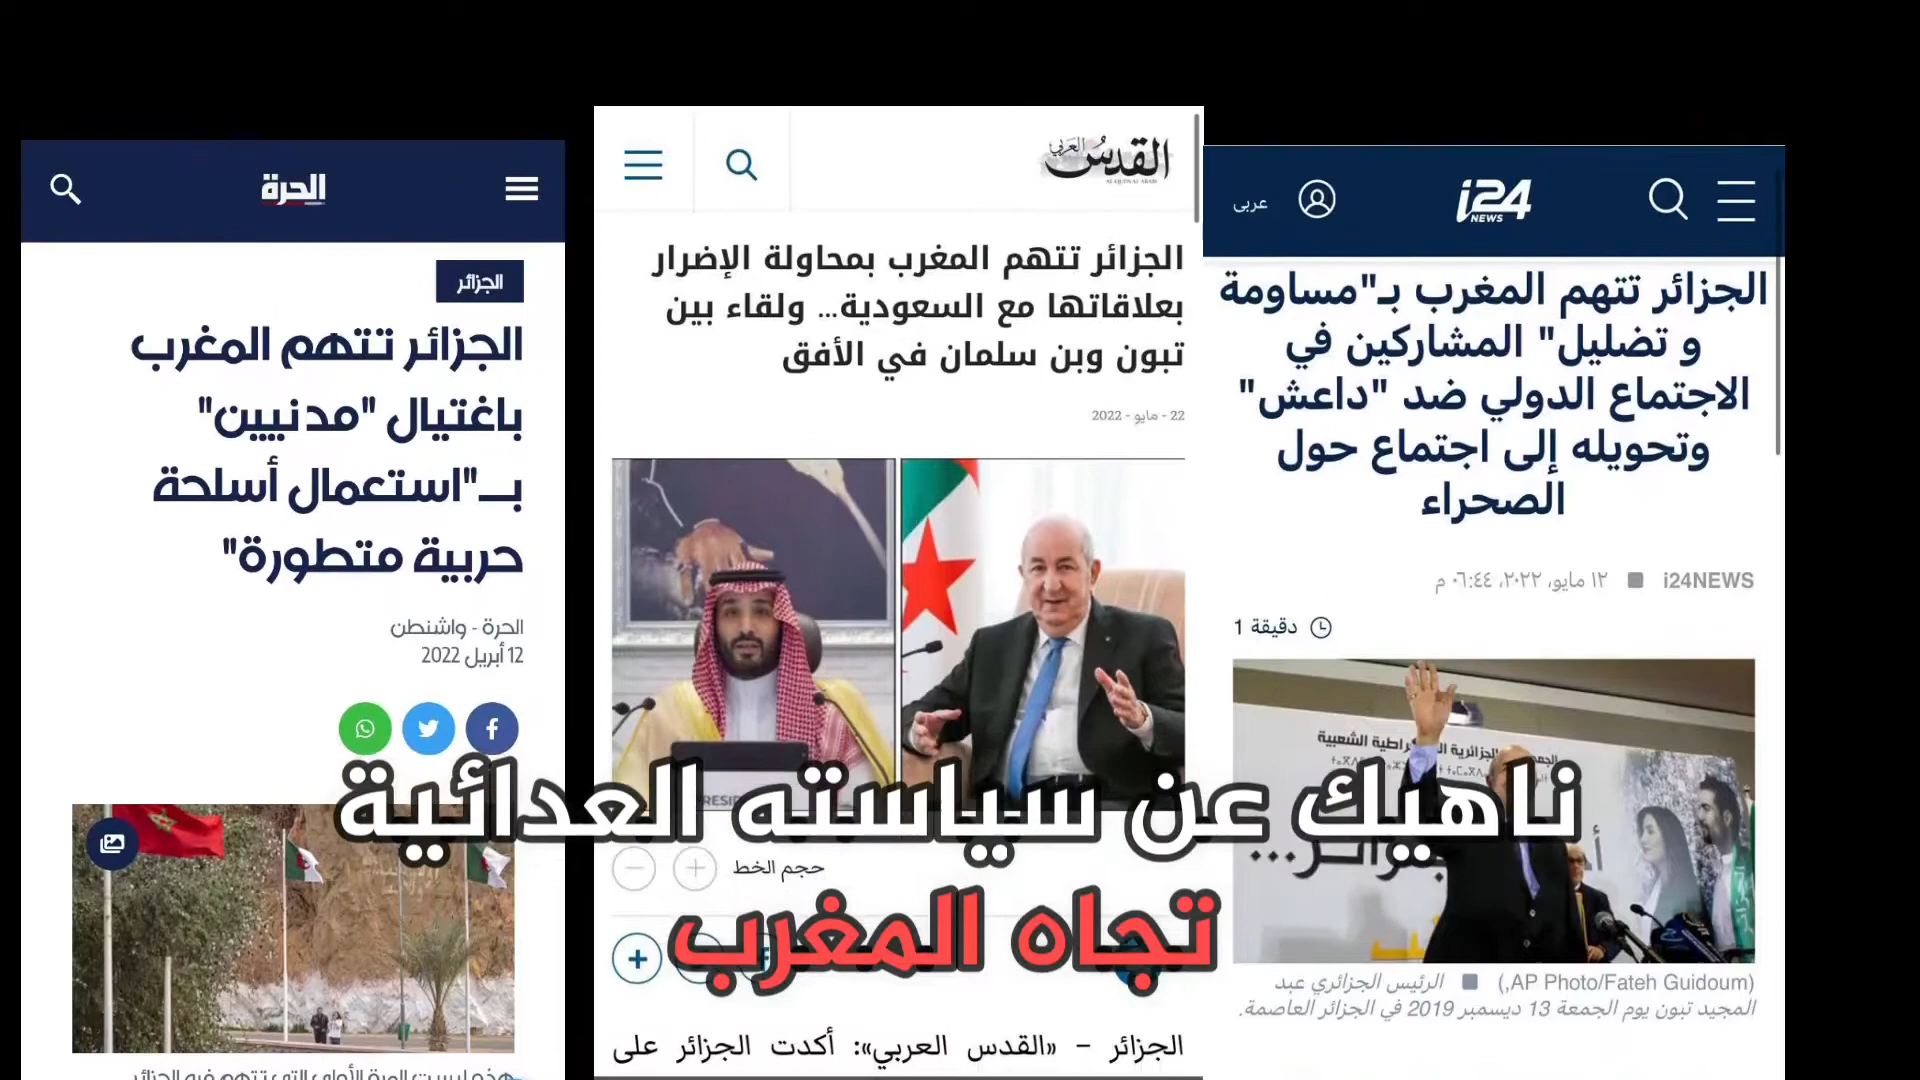 الحرة
الجزائر
الجزائر تتهم المغرب
باغتيال "مدنيين"
بـ"استعمال أسلحة
حربية متطورة"
الحرة - واشنطن
12 أبريل 2022
القدس العربي
AL-QUDS AL-ARABI
الجزائر تتهم المغرب بمحاولة الإضرار
بعلاقاتها مع السعودية... ولقاء بين
تبون وبن سلمان في الأفق
22 - مايو - 2022
حجم الخط
الجزائر – «القدس العربي»: أكدت الجزائر على
عربى
i24
NEWS
الجزائر تتهم المغرب بـ"مساومة
و تضليل" المشاركين في
الاجتماع الدولي ضد "داعش"
وتحويله إلى اجتماع حول
الصحراء
i24NEWS ■ ١٢ مايو، ٢٠٢٢، ٠٦:٤٤ م
دقيقة 1
(AP Photo/Fateh Guidoum,) ■ الرئيس الجزائري عبد
المجيد تبون يوم الجمعة 13 ديسمبر 2019 في الجزائر العاصمة.
ناهيك عن سياسته العدائية
تجاه المغرب